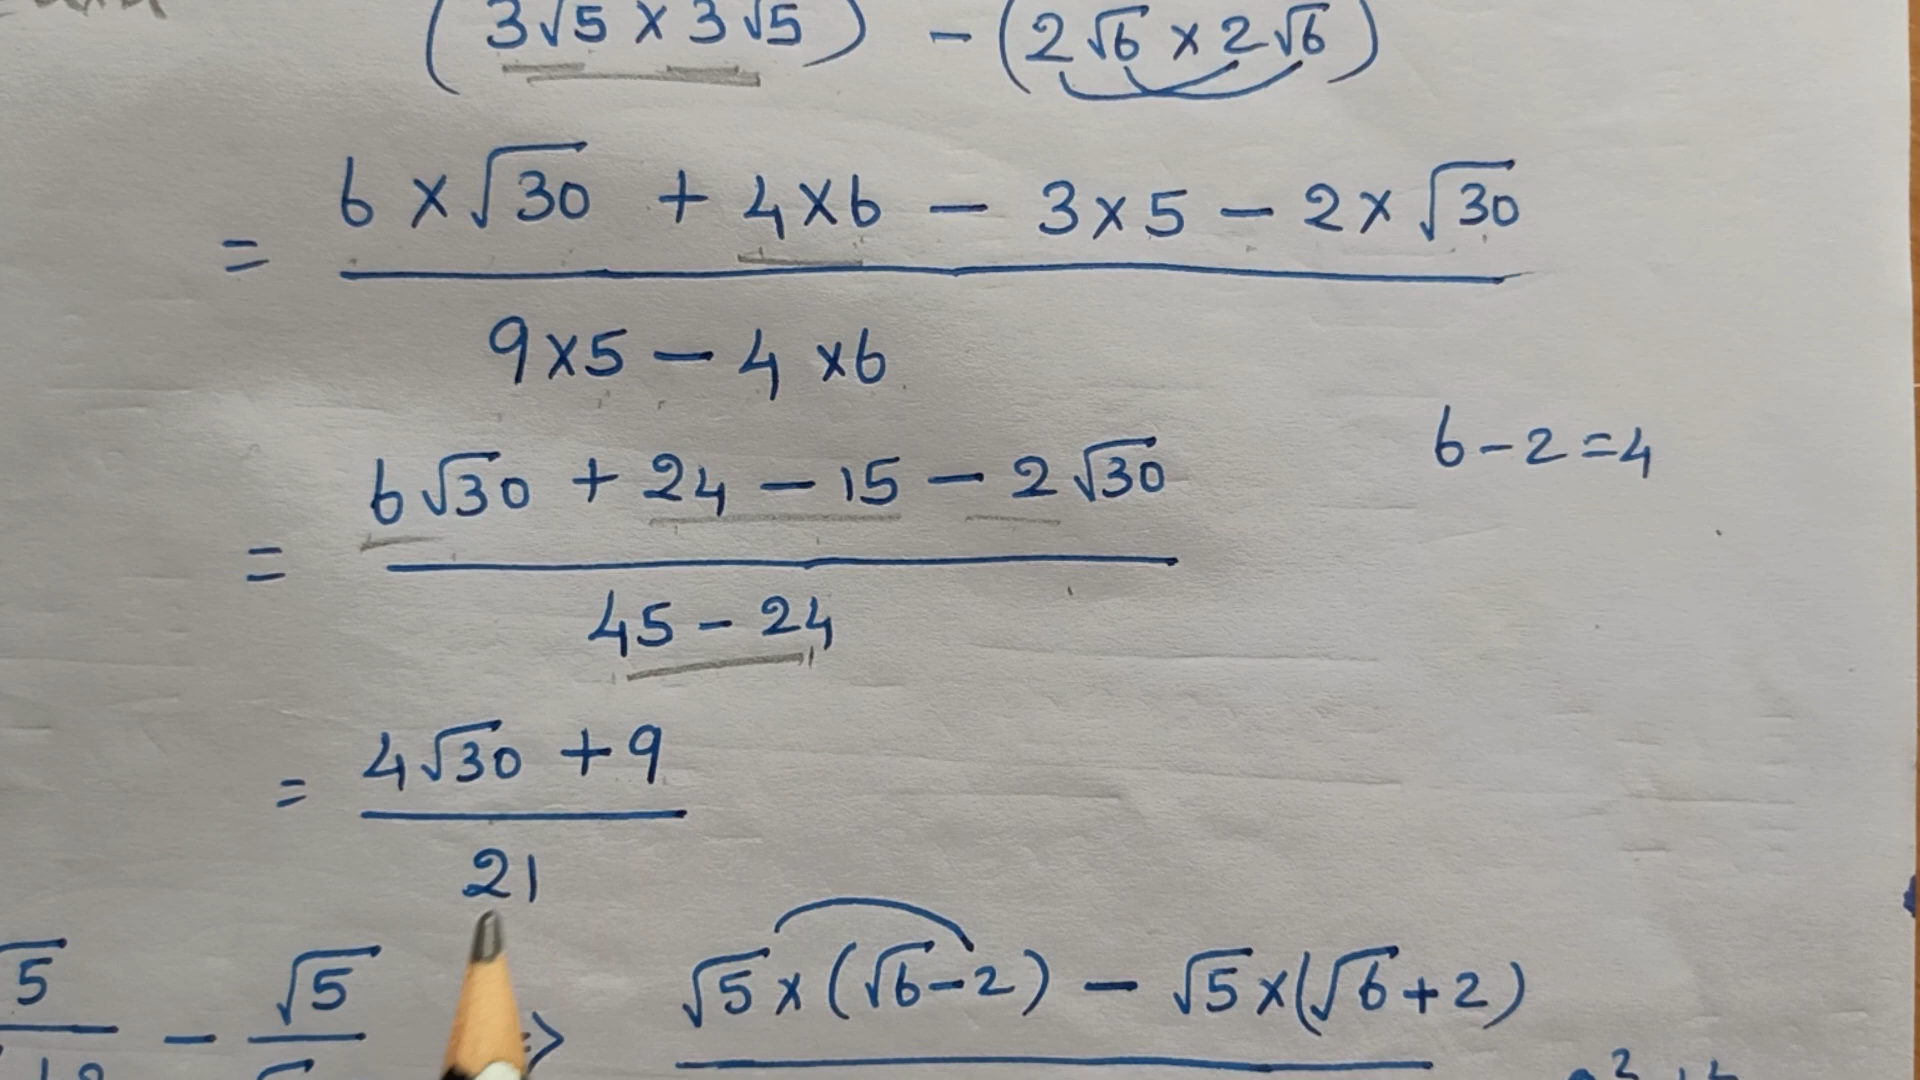 (3√5 × 3√5) - (2√6 × 2√6)
= 6 × √30 + 4×6 - 3×5 - 2×√30
9×5 - 4×6
6-2=4
= 6√30 + 24 - 15 - 2√30
45 - 24
= 4√30 + 9
21
√5 - √5 => √5×(√6-2) - √5×(√6+2)